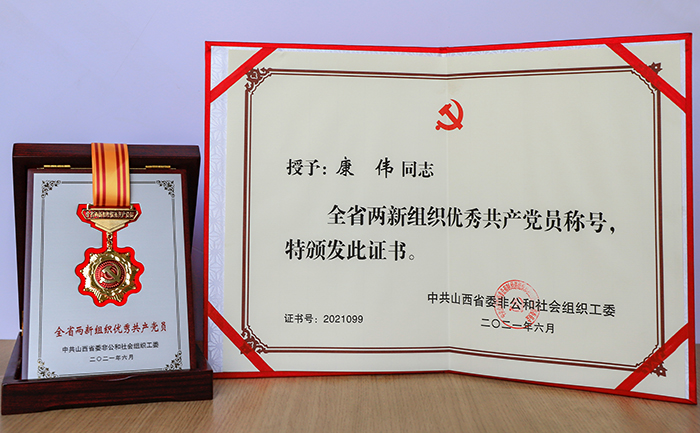 全省两新组织优秀共产党员
中共山西省委非公和社会组织工委
二〇二一年六月
授予：康 伟 同志
全省两新组织优秀共产党员称号，
特颁发此证书。
中共山西省委非公和社会组织工委
证书号：2021099
二〇二一年六月